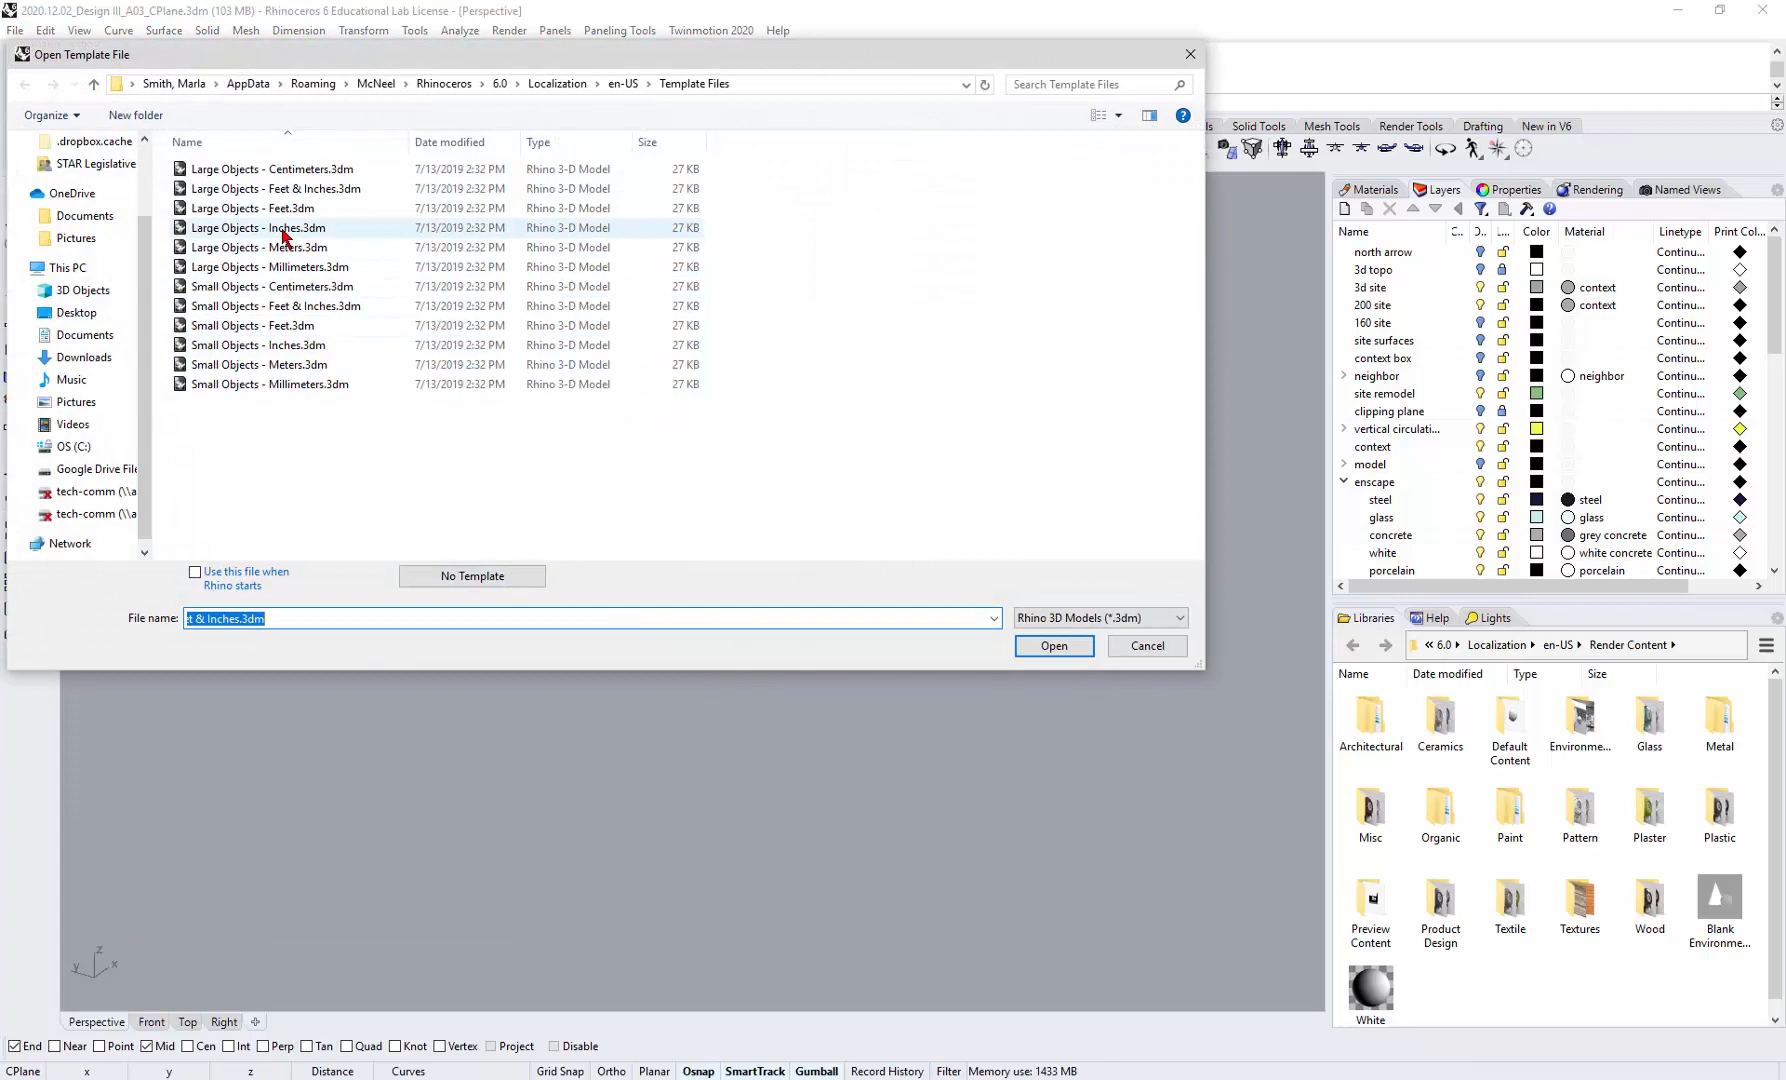 2020.12.02_Design III_A03_CPlane.3dm (103 MB) - Rhinoceros 6 Educational Lab License - [Perspective]
File Edit View Curve Surface Solid Mesh Dimension Transform Tools Analyze Render Panels Paneling Tools Twinmotion 2020 Help
Open Template File
Smith, Marla AppData Roaming McNeel Rhinoceros 6.0 Localization en-US Template Files Search Template Files
Organize New folder
Solid Tools Mesh Tools Render Tools Drafting New in V6
Name Date modified Type Size
Large Objects - Centimeters.3dm 7/13/2019 2:32 PM Rhino 3-D Model 27 KB
Large Objects - Feet & Inches.3dm 7/13/2019 2:32 PM Rhino 3-D Model 27 KB
Large Objects - Feet.3dm 7/13/2019 2:32 PM Rhino 3-D Model 27 KB
Large Objects - Inches.3dm 7/13/2019 2:32 PM Rhino 3-D Model 27 KB
Large Objects - Meters.3dm 7/13/2019 2:32 PM Rhino 3-D Model 27 KB
Large Objects - Millimeters.3dm 7/13/2019 2:32 PM Rhino 3-D Model 27 KB
Small Objects - Centimeters.3dm 7/13/2019 2:32 PM Rhino 3-D Model 27 KB
Small Objects - Feet & Inches.3dm 7/13/2019 2:32 PM Rhino 3-D Model 27 KB
Small Objects - Feet.3dm 7/13/2019 2:32 PM Rhino 3-D Model 27 KB
Small Objects - Inches.3dm 7/13/2019 2:32 PM Rhino 3-D Model 27 KB
Small Objects - Meters.3dm 7/13/2019 2:32 PM Rhino 3-D Model 27 KB
Small Objects - Millimeters.3dm 7/13/2019 2:32 PM Rhino 3-D Model 27 KB
.dropbox.cache
STAR Legislative
OneDrive
Documents
Pictures
This PC
3D Objects
Desktop
Documents
Downloads
Music
Pictures
Videos
OS (C:)
Google Drive File
tech-comm (\\a
tech-comm (\\a
Network
Use this file when
Rhino starts
No Template
File name: t & Inches.3dm Rhino 3D Models (*.3dm)
Open Cancel
Materials Layers Properties Rendering Named Views
Name C.. O.. L... Color Material Linetype Print Col...
north arrow Continu...
3d topo Continu...
3d site context Continu...
200 site context Continu...
160 site Continu...
site surfaces Continu...
context box Continu...
neighbor neighbor Continu...
site remodel Continu...
clipping plane Continu...
vertical circulati... Continu...
context Continu...
model Continu...
enscape Continu...
steel steel Continu...
glass glass Continu...
concrete grey concrete Continu...
white white concrete Continu...
porcelain porcelain Continu...
Libraries Help Lights
« 6.0 Localization en-US Render Content
Name Date modified Type Size
Architectural Ceramics Default Content Environme... Glass Metal
Misc Organic Paint Pattern Plaster Plastic
Preview Content Product Design Textile Textures Wood Blank Environme...
White
z
y x
Perspective Front Top Right
End Near Point Mid Cen Int Perp Tan Quad Knot Vertex Project Disable
CPlane x y z Distance Curves Grid Snap Ortho Planar Osnap SmartTrack Gumball Record History Filter Memory use: 1433 MB